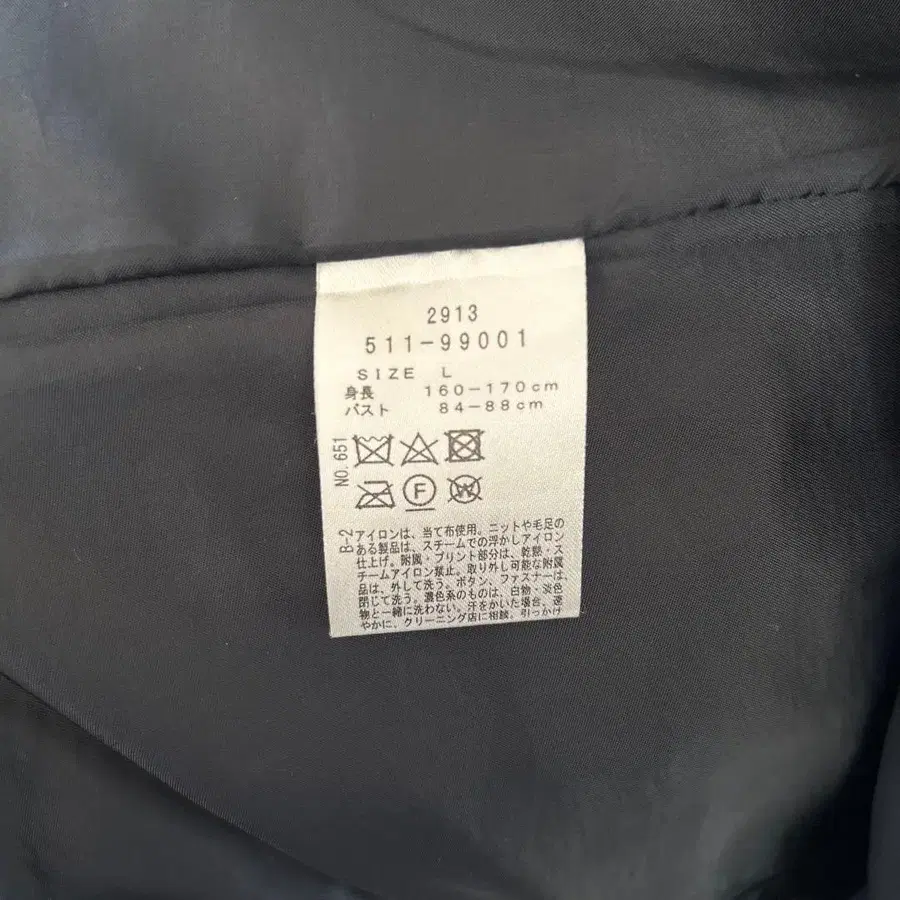 2913
511-99001
SIZE L
身長 160-170cm
バスト 84-88cm
NO.651
F
W
B-2
アイロンは、当て布使用。ニットや毛足の
ある製品は、スチームでの浮かしアイロン
仕上げ。附属・プリント部分は、乾熱・ス
チームアイロン禁止。取り外し可能な附属
品は、外して洗う。ボタン、ファスナーは、
閉じて洗う。濃色系のものは、白物・淡色
物と一緒に洗わない。汗をかいた場合、速
やかに、クリーニング店に相談。引っかけ